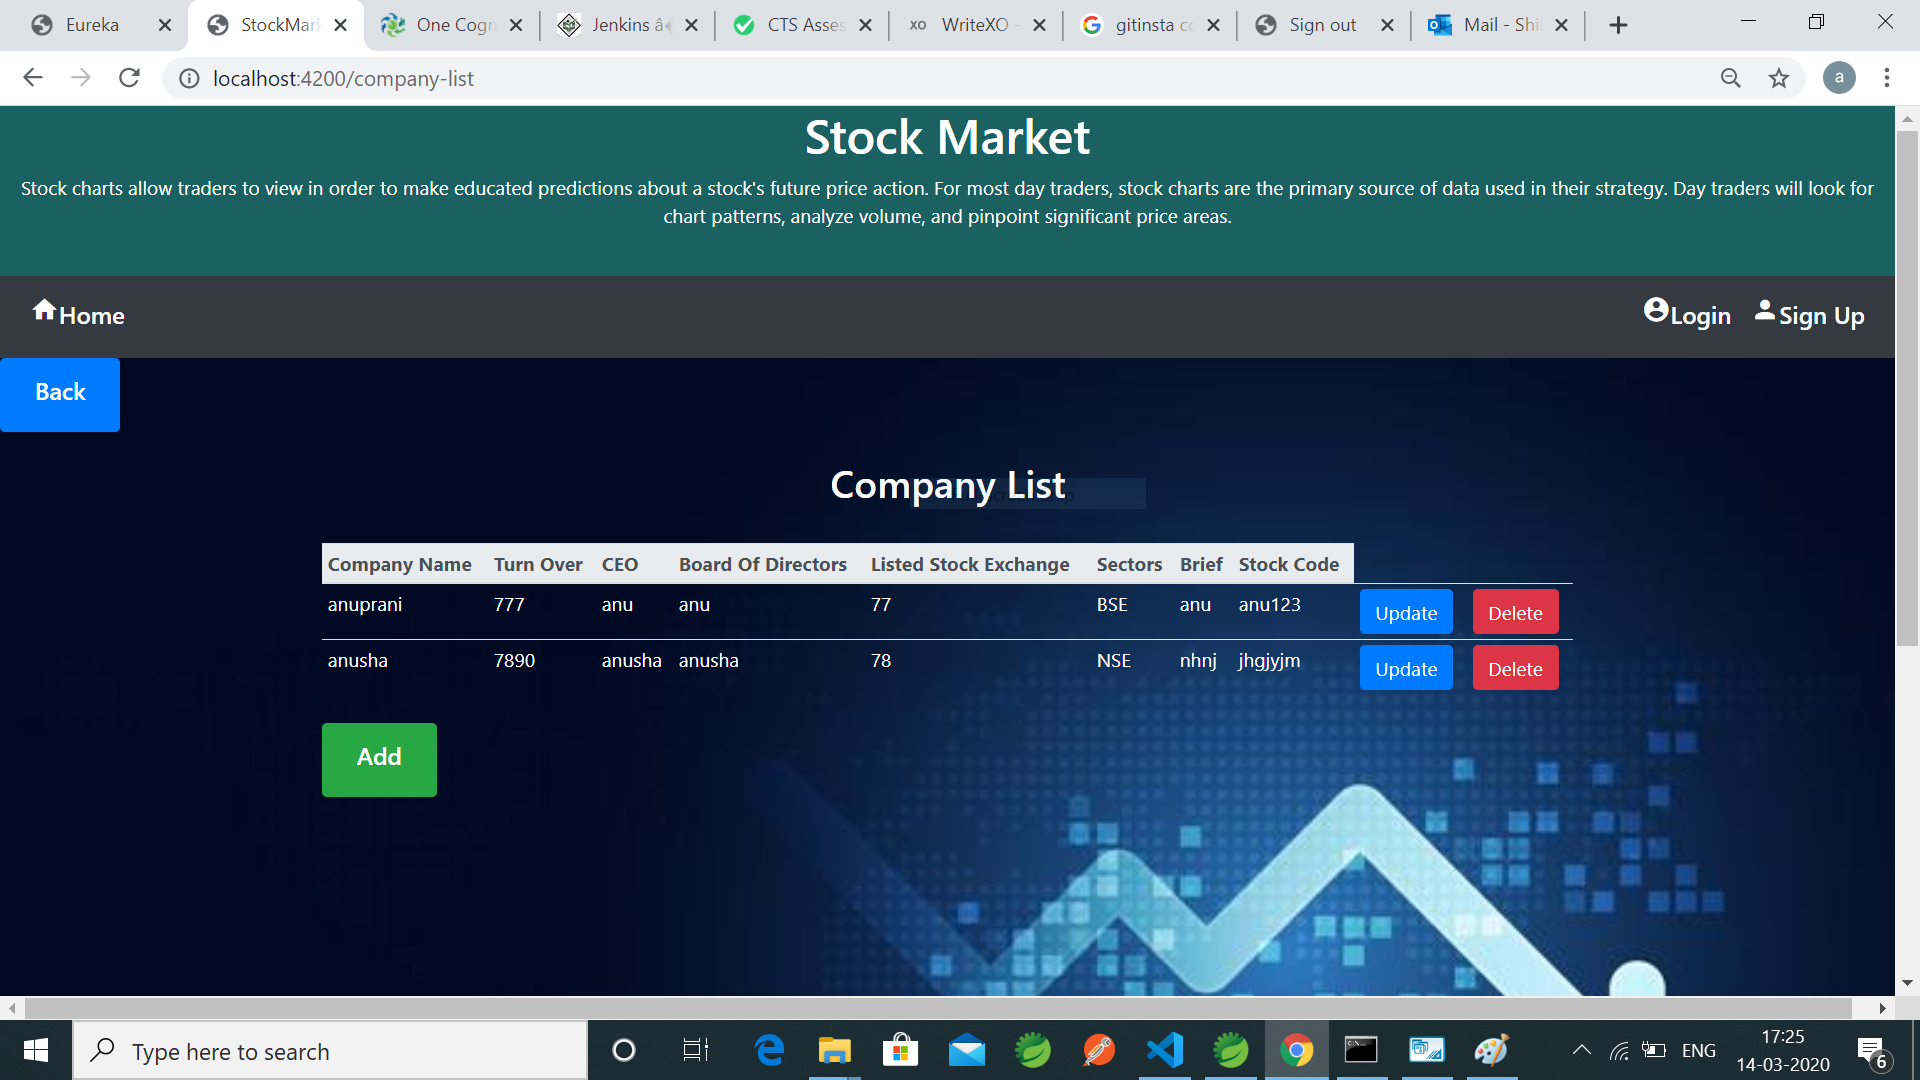 Eureka StockMark One Cogn Jenkins â CTS Asses XO WriteXO - gitinsta co Sign out Mail - Shi
localhost:4200/company-list a
Stock Market
Stock charts allow traders to view in order to make educated predictions about a stock's future price action. For most day traders, stock charts are the primary source of data used in their strategy. Day traders will look for
chart patterns, analyze volume, and pinpoint significant price areas.
Home Login Sign Up
Back
Company List
Company Name Turn Over CEO Board Of Directors Listed Stock Exchange Sectors Brief Stock Code
anuprani 777 anu anu 77 BSE anu anu123 Update Delete
anusha 7890 anusha anusha 78 NSE nhnj jhgjyjm Update Delete
Add
Type here to search ENG 17:25
14-03-2020 6